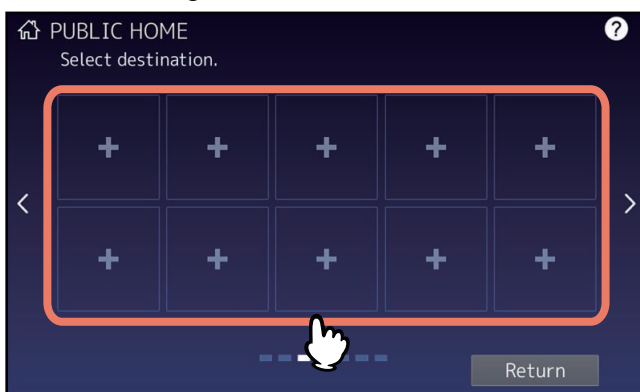 PUBLIC HOME
?
Select destination.
+ + + + +
< >
+ + + + +
Return